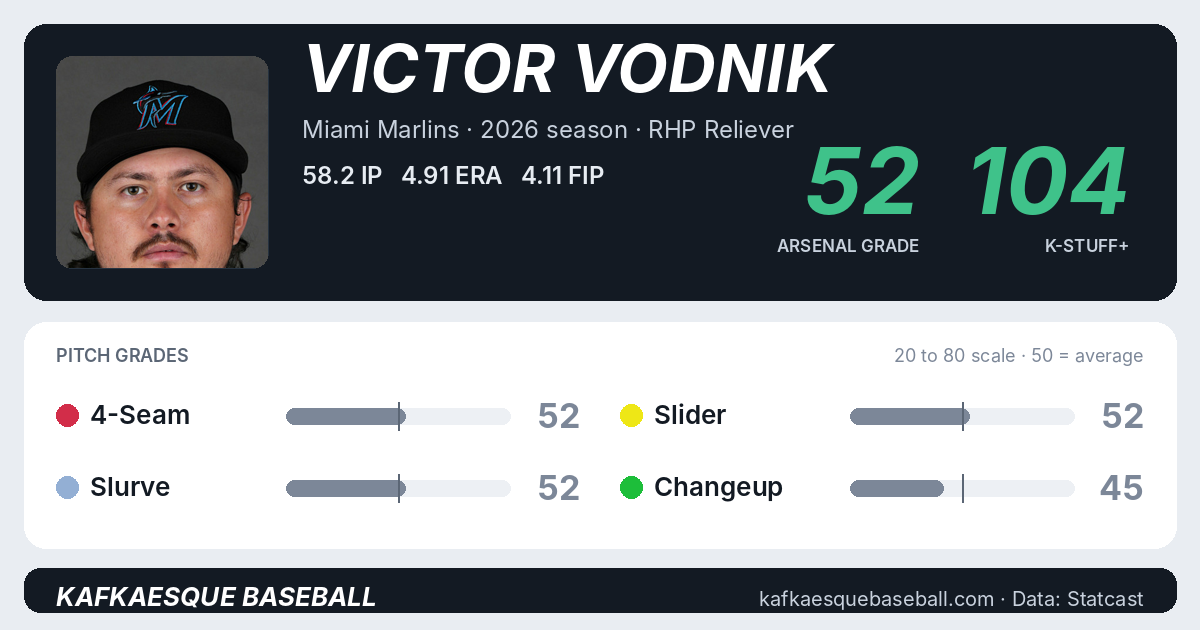 VICTOR VODNIK
Miami Marlins · 2026 season · RHP Reliever
58.2 IP 4.91 ERA 4.11 FIP
52 104
ARSENAL GRADE K-STUFF+
M
PITCH GRADES 20 to 80 scale · 50 = average
4-Seam 52 Slider 52
Slurve 52 Changeup 45
KAFKAESQUE BASEBALL kafkaesquebaseball.com · Data: Statcast